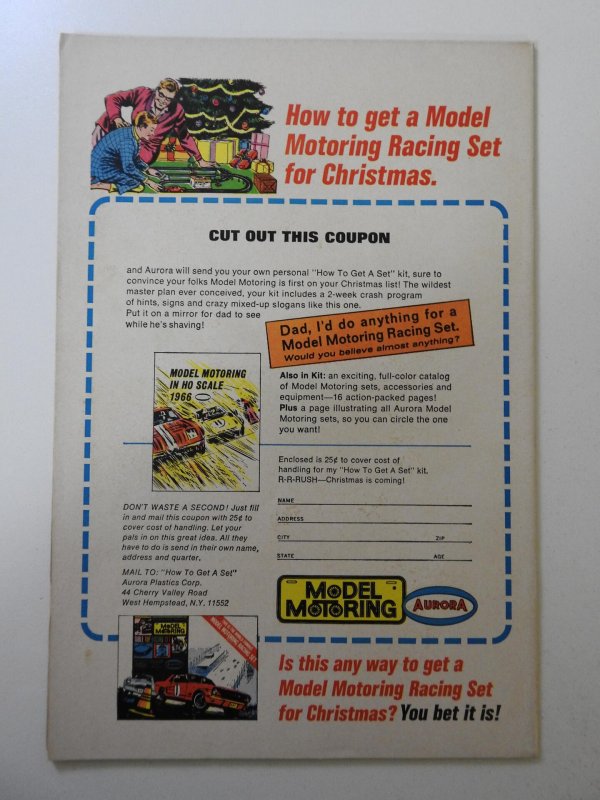 How to get a Model
Motoring Racing Set
for Christmas.
CUT OUT THIS COUPON
and Aurora will send you your own personal "How To Get A Set" kit, sure to
convince your folks Model Motoring is first on your Christmas list! The wildest
master plan ever conceived, your kit includes a 2-week crash program
of hints, signs and crazy mixed-up slogans like this one.
Put it on a mirror for dad to see
while he's shaving!
Dad, I'd do anything for a
Model Motoring Racing Set.
Would you believe almost anything?
MODEL MOTORING
IN HO SCALE
1966
Also in Kit: an exciting, full-color catalog
of Model Motoring sets, accessories and
equipment—16 action-packed pages!
Plus a page illustrating all Aurora Model
Motoring sets, so you can circle the one
you want!
Enclosed is 25¢ to cover cost of
handling for my "How To Get A Set" kit.
R-R-RUSH—Christmas is coming!
DON'T WASTE A SECOND! Just fill
in and mail this coupon with 25¢ to
cover cost of handling. Let your
pals in on this great idea. All they
have to do is send in their own name,
address and quarter.
MAIL TO: "How To Get A Set"
Aurora Plastics Corp.
44 Cherry Valley Road
West Hempstead, N.Y. 11552
NAME
ADDRESS
CITY ZIP
STATE AGE
MODEL
MOTORING
AURORA
MODEL
MOTORING
Is this any way to get a
Model Motoring Racing Set
for Christmas? You bet it is!